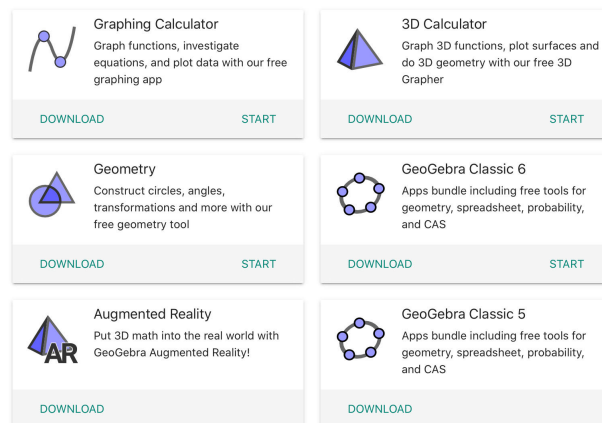 Graphing Calculator
Graph functions, investigate
equations, and plot data with our free
graphing app
DOWNLOAD
START
3D Calculator
Graph 3D functions, plot surfaces and
do 3D geometry with our free 3D
Grapher
DOWNLOAD
START
Geometry
Construct circles, angles,
transformations and more with our
free geometry tool
DOWNLOAD
START
GeoGebra Classic 6
Apps bundle including free tools for
geometry, spreadsheet, probability,
and CAS
DOWNLOAD
START
AR
Augmented Reality
Put 3D math into the real world with
GeoGebra Augmented Reality!
DOWNLOAD
GeoGebra Classic 5
Apps bundle including free tools for
geometry, spreadsheet, probability,
and CAS
DOWNLOAD